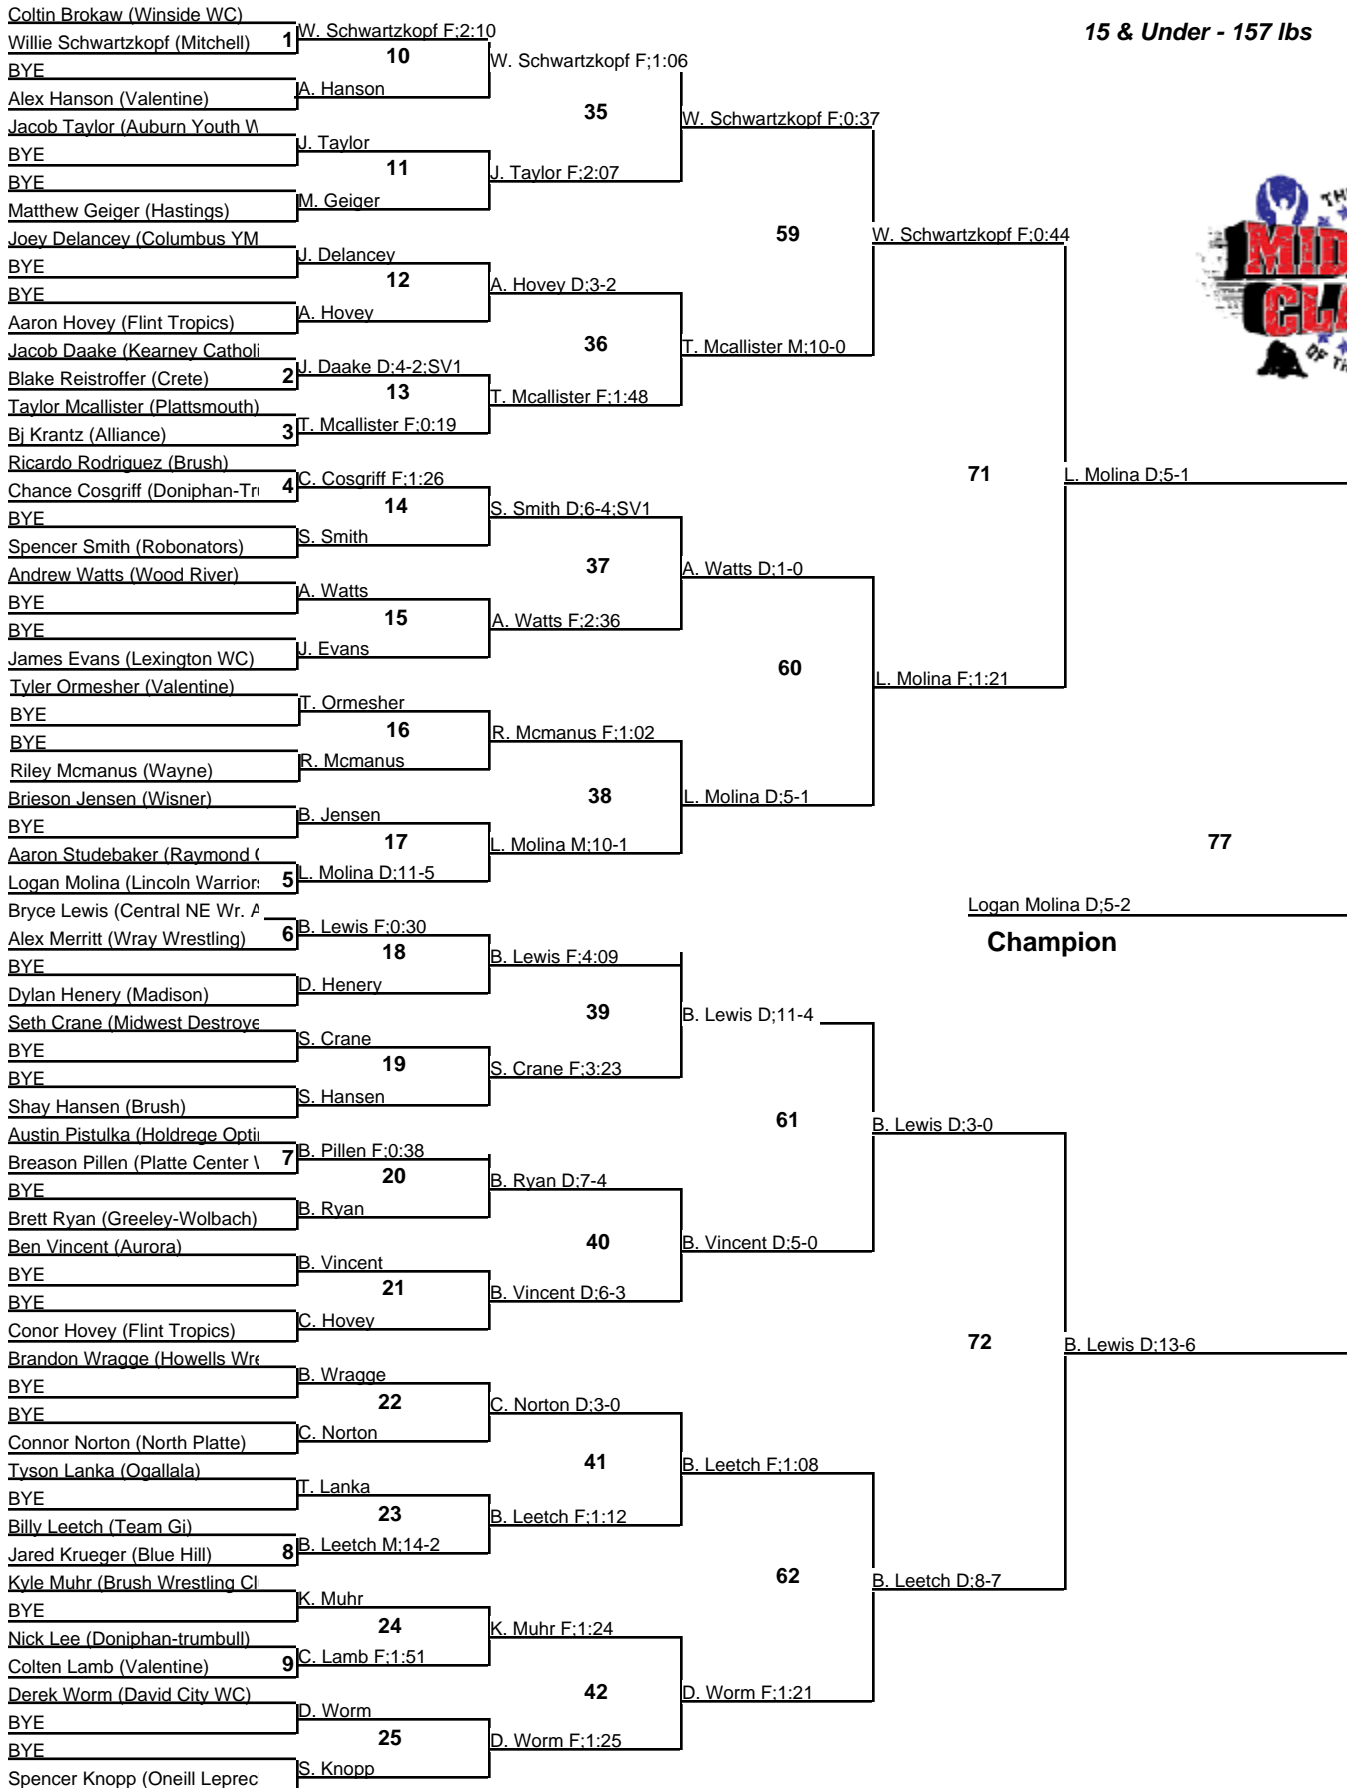 Coltin Brokaw (Winside WC)
Willie Schwartzkopf (Mitchell)
BYE
Alex Hanson (Valentine)
Jacob Taylor (Auburn Youth W
BYE
BYE
Matthew Geiger (Hastings)
Joey Delancey (Columbus YM
BYE
BYE
Aaron Hovey (Flint Tropics)
Jacob Daake (Kearney Catholi
Blake Reistroffer (Crete)
Taylor Mcallister (Plattsmouth)
Bj Krantz (Alliance)
Ricardo Rodriguez (Brush)
Chance Cosgriff (Doniphan-Tru
BYE
Spencer Smith (Robonators)
Andrew Watts (Wood River)
BYE
BYE
James Evans (Lexington WC)
Tyler Ormesher (Valentine)
BYE
BYE
Riley Mcmanus (Wayne)
Brieson Jensen (Wisner)
BYE
Aaron Studebaker (Raymond C
Logan Molina (Lincoln Warriors
Bryce Lewis (Central NE Wr. A
Alex Merritt (Wray Wrestling)
BYE
Dylan Henery (Madison)
Seth Crane (Midwest Destroye
BYE
BYE
Shay Hansen (Brush)
Austin Pistulka (Holdrege Opti
Breason Pillen (Platte Center W
BYE
Brett Ryan (Greeley-Wolbach)
Ben Vincent (Aurora)
BYE
BYE
Conor Hovey (Flint Tropics)
Brandon Wragge (Howells Wre
BYE
BYE
Connor Norton (North Platte)
Tyson Lanka (Ogallala)
BYE
Billy Leetch (Team Gi)
Jared Krueger (Blue Hill)
Kyle Muhr (Brush Wrestling Cl
BYE
Nick Lee (Doniphan-trumbull)
Colten Lamb (Valentine)
Derek Worm (David City WC)
BYE
BYE
Spencer Knopp (Oneill Leprec
1
2
3
4
5
6
7
8
9
W. Schwartzkopf F;2:10
10
A. Hanson
J. Taylor
11
M. Geiger
J. Delancey
12
A. Hovey
J. Daake D;4-2;SV1
13
T. Mcallister F;0:19
C. Cosgriff F;1:26
14
S. Smith
A. Watts
15
J. Evans
T. Ormesher
16
R. Mcmanus
B. Jensen
17
L. Molina D;11-5
B. Lewis F;0:30
18
D. Henery
S. Crane
19
S. Hansen
B. Pillen F;0:38
20
B. Ryan
B. Vincent
21
C. Hovey
B. Wragge
22
C. Norton
T. Lanka
23
B. Leetch M;14-2
K. Muhr
24
C. Lamb F;1:51
D. Worm
25
S. Knopp
W. Schwartzkopf F;1:06
35
J. Taylor F;2:07
A. Hovey D;3-2
36
T. Mcallister F;1:48
S. Smith D;6-4;SV1
37
A. Watts F;2:36
R. Mcmanus F;1:02
38
L. Molina M;10-1
B. Lewis F;4:09
39
S. Crane F;3:23
B. Ryan D;7-4
40
B. Vincent D;6-3
C. Norton D;3-0
41
B. Leetch F;1:12
K. Muhr F;1:24
42
D. Worm F;1:25
W. Schwartzkopf F;0:37
59
T. Mcallister M;10-0
A. Watts D;1-0
60
L. Molina D;5-1
B. Lewis D;11-4
61
B. Vincent D;5-0
B. Leetch F;1:08
62
D. Worm F;1:21
W. Schwartzkopf F;0:44
71
L. Molina F;1:21
B. Lewis D;3-0
72
B. Leetch D;8-7
15 & Under - 157 lbs
THE
MID
CLA
OF TH
L. Molina D;5-1
77
Logan Molina D;5-2
Champion
B. Lewis D;13-6